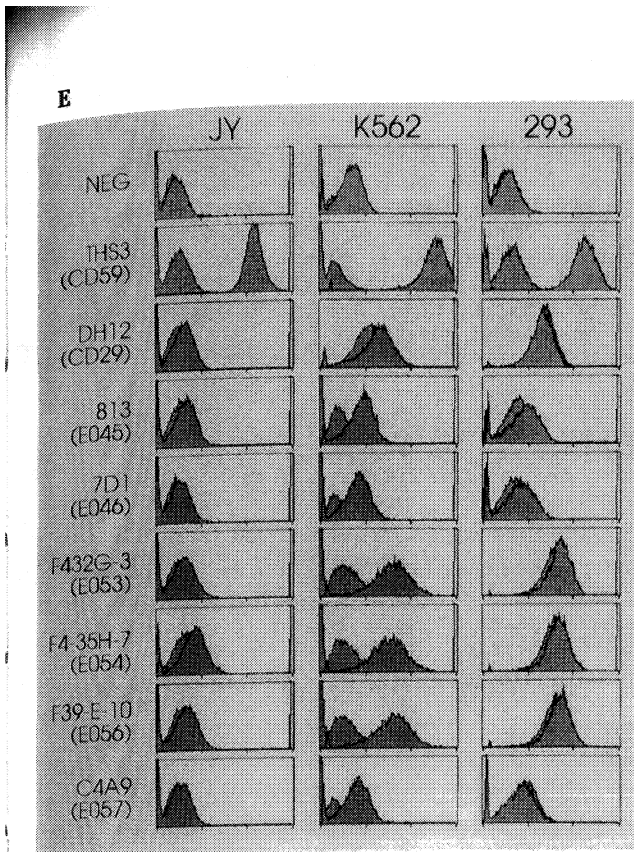 E
JY K562 293
NEG
THS3
(CD59)
DH12
(CD29)
813
(E045)
7D1
(E046)
F432G-3
(E053)
F4-35H-7
(E054)
F39-E-10
(E056)
C4A9
(E057)